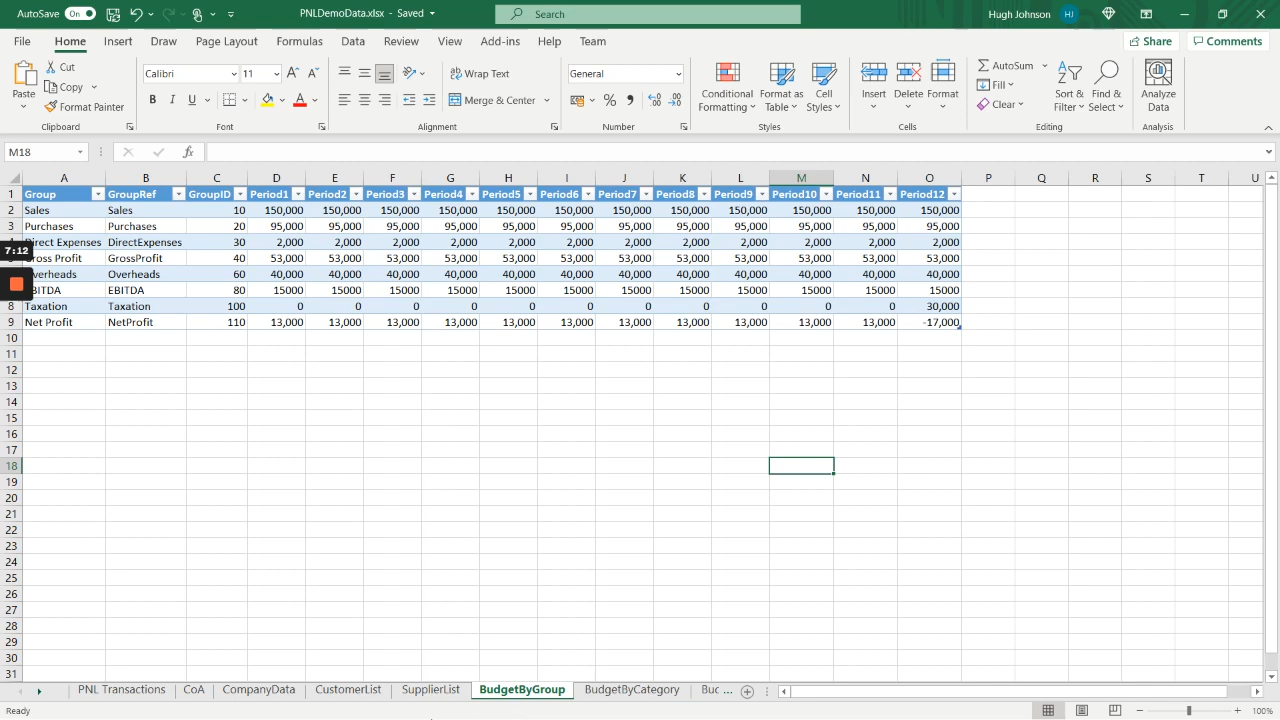 AutoSave On PNLDemoData.xlsx - Saved Search Hugh Johnson HJ
File Home Insert Draw Page Layout Formulas Data Review View Add-ins Help Team Share Comments
Paste Cut Copy Format Painter Clipboard
Calibri 11 B I U A Font
Wrap Text Merge & Center Alignment
General % Number
Conditional Formatting Format as Table Cell Styles Styles
Insert Delete Format Cells
AutoSum Fill Clear Sort & Filter Find & Select Editing
Analyze Data Analysis
M18 fx
A B C D E F G H I J K L M N O P Q R S T U
1 Group GroupRef GroupID Period1 Period2 Period3 Period4 Period5 Period6 Period7 Period8 Period9 Period10 Period11 Period12
2 Sales Sales 10 150,000 150,000 150,000 150,000 150,000 150,000 150,000 150,000 150,000 150,000 150,000 150,000
3 Purchases Purchases 20 95,000 95,000 95,000 95,000 95,000 95,000 95,000 95,000 95,000 95,000 95,000 95,000
Direct Expenses DirectExpenses 30 2,000 2,000 2,000 2,000 2,000 2,000 2,000 2,000 2,000 2,000 2,000 2,000
7:12
Gross Profit GrossProfit 40 53,000 53,000 53,000 53,000 53,000 53,000 53,000 53,000 53,000 53,000 53,000 53,000
Overheads 60 40,000 40,000 40,000 40,000 40,000 40,000 40,000 40,000 40,000 40,000 40,000 40,000
EBITDA 80 15000 15000 15000 15000 15000 15000 15000 15000 15000 15000 15000 15000
8 Taxation Taxation 100 0 0 0 0 0 0 0 0 0 0 0 30,000
9 Net Profit NetProfit 110 13,000 13,000 13,000 13,000 13,000 13,000 13,000 13,000 13,000 13,000 13,000 -17,000
10
11
12
13
14
15
16
17
18
19
20
21
22
23
24
25
26
27
28
29
30
31
PNL Transactions CoA CompanyData CustomerList SupplierList BudgetByGroup BudgetByCategory Buc ...
Ready 100%